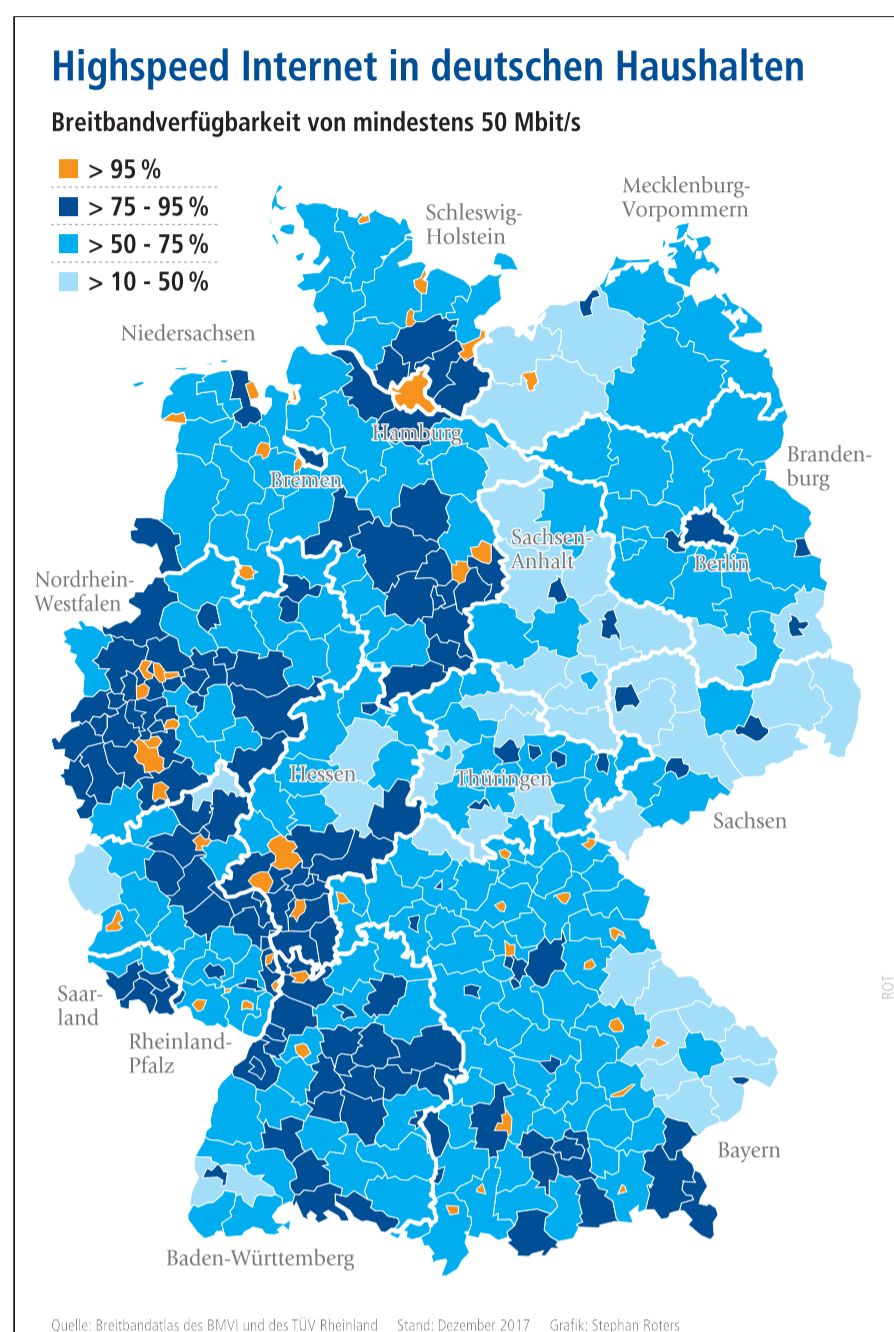 Highspeed Internet in deutschen Haushalten
Breitbandverfügbarkeit von mindestens 50 Mbit/s
> 95 %
> 75 - 95 %
> 50 - 75 %
> 10 - 50 %
Schleswig-
Holstein
Mecklenburg-
Vorpommern
Niedersachsen
Hamburg
Bremen
Branden-
burg
Sachsen-
Anhalt
Berlin
Nordrhein-
Westfalen
Hessen
Thüringen
Sachsen
Saar-
land
Rheinland-
Pfalz
Bayern
Baden-Württemberg
ROT
Quelle: Breitbandatlas des BMVI und des TÜV Rheinland Stand: Dezember 2017 Grafik: Stephan Roters